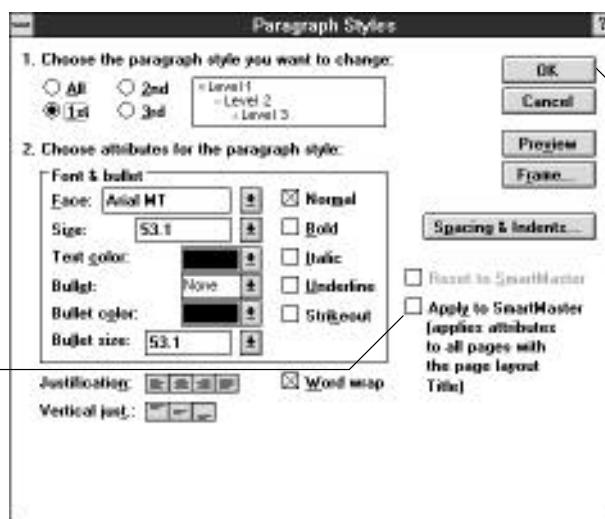 Paragraph Styles
?
1. Choose the paragraph style you want to change:
All
2nd
1st
3rd
Level 1
Level 2
Level 3
OK
Cancel
Preview
Frame...
2. Choose attributes for the paragraph style:
Font & bullet
Face: Arial MT
Size: 53.1
Text color:
Bullet: None
Bullet color:
Bullet size: 53.1
Normal
Bold
Italic
Underline
Strikeout
Spacing & Indents...
Reset to SmartMaster
Apply to SmartMaster
(applies attributes
to all pages with
the page layout
Title)
Justification:
Word wrap
Vertical just.: